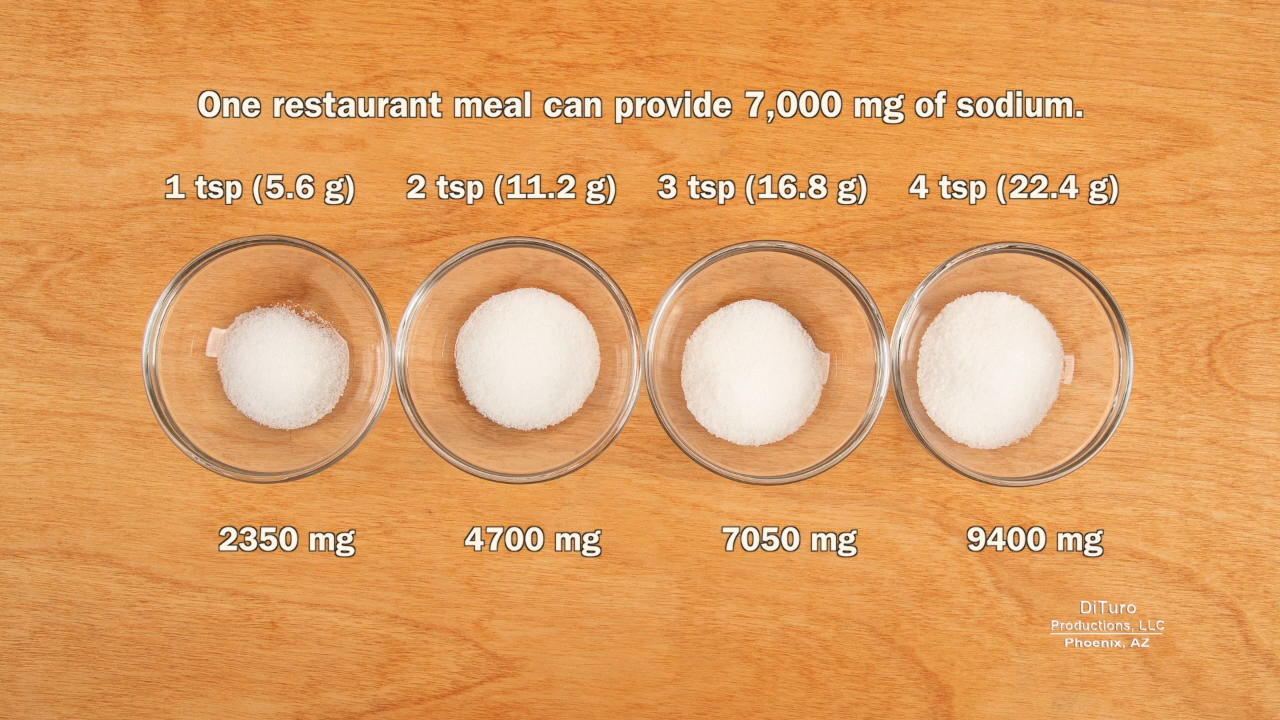 One restaurant meal can provide 7,000 mg of sodium.
1 tsp (5.6 g) 2 tsp (11.2 g) 3 tsp (16.8 g) 4 tsp (22.4 g)
2350 mg 4700 mg 7050 mg 9400 mg
DiTuro
Productions, LLC
Phoenix, AZ